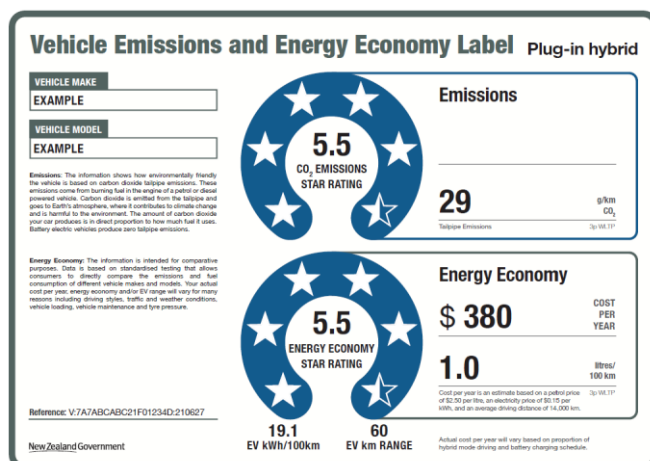 Vehicle Emissions and Energy Economy Label Plug-in hybrid
VEHICLE MAKE
EXAMPLE
VEHICLE MODEL
EXAMPLE
Emissions: The information shows how environmentally friendly
the vehicle is based on carbon dioxide tailpipe emissions. These
emissions come from burning fuel in the engine of a petrol or diesel
powered vehicle. Carbon dioxide is emitted from the tailpipe and
goes to Earth's atmosphere, where it contributes to climate change
and is harmful to the environment. The amount of carbon dioxide
your car produces is in direct proportion to how much fuel it uses.
Battery electric vehicles produce zero tailpipe emissions.
Energy Economy: The information is intended for comparative
purposes. Data is based on standardised testing that allows
consumers to directly compare the emissions and fuel
consumption of different vehicle makes and models. Your actual
cost per year, energy economy and/or EV range will vary for many
reasons including driving styles, traffic and weather conditions,
vehicle loading, vehicle maintenance and tyre pressure.
Reference: V:7A7ABCABC21F01234D:210627
New Zealand Government
5.5
CO2 EMISSIONS
STAR RATING
Emissions
29 g/km
CO2
Tailpipe Emissions 3p WLTP
5.5
ENERGY ECONOMY
STAR RATING
19.1
EV kWh/100km
60
EV km RANGE
Energy Economy
$ 380 COST
PER
YEAR
1.0 litres/
100 km
Cost per year is an estimate based on a petrol price 3p WLTP
of $2.50 per litre, an electricity price of $0.15 per
kWh, and an average driving distance of 14,000 km.
Actual cost per year will vary based on proportion of
hybrid mode driving and battery charging schedule.